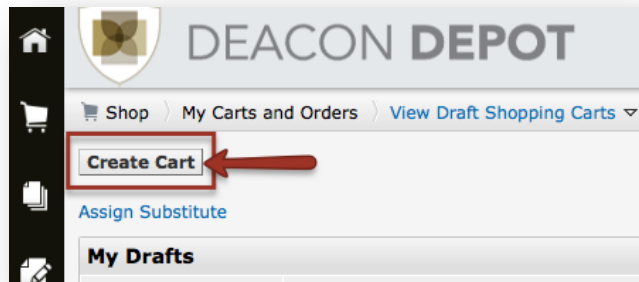 DEACON DEPOT
Shop My Carts and Orders View Draft Shopping Carts
Create Cart
Assign Substitute
My Drafts